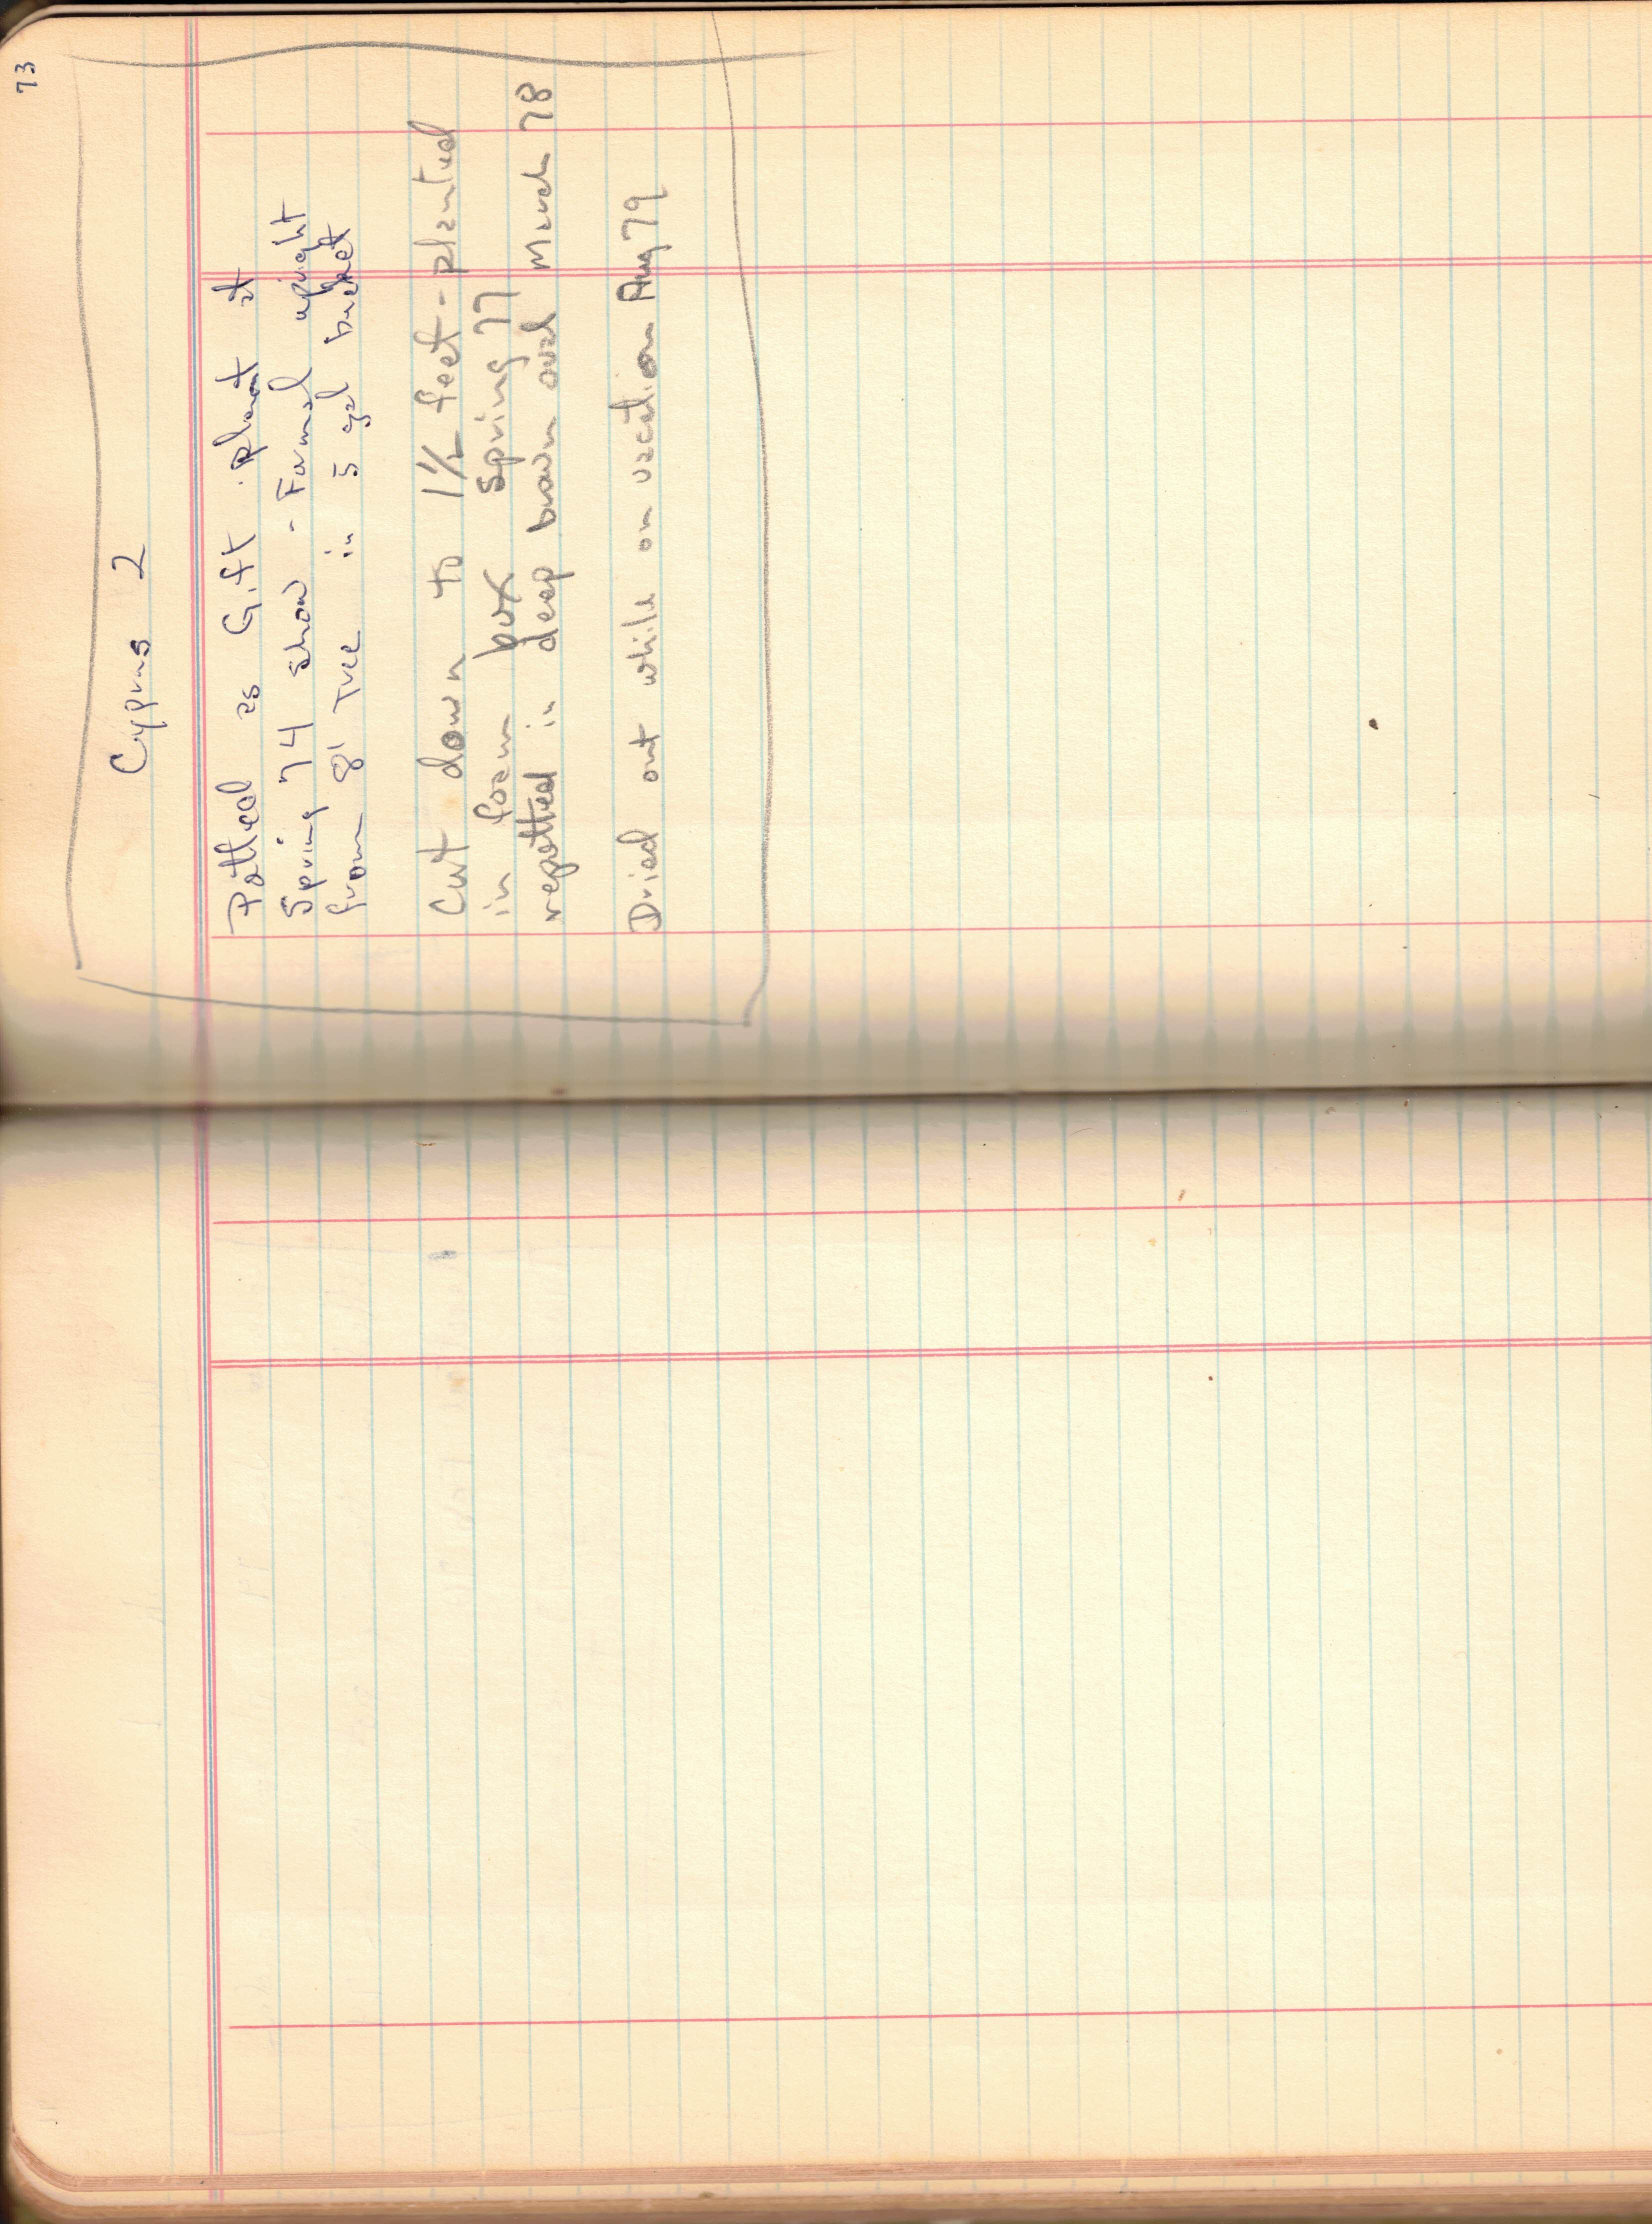 73
Cyprus 2
Potted as Gift plant at
Spring 74 show - Formal upright
from 8' Tree in 5 gal bucket
Cut down to 1½ feet - planted
in foam box Spring 77
repotted in deep brown oval March 78
Dried out while on vacation Aug 79